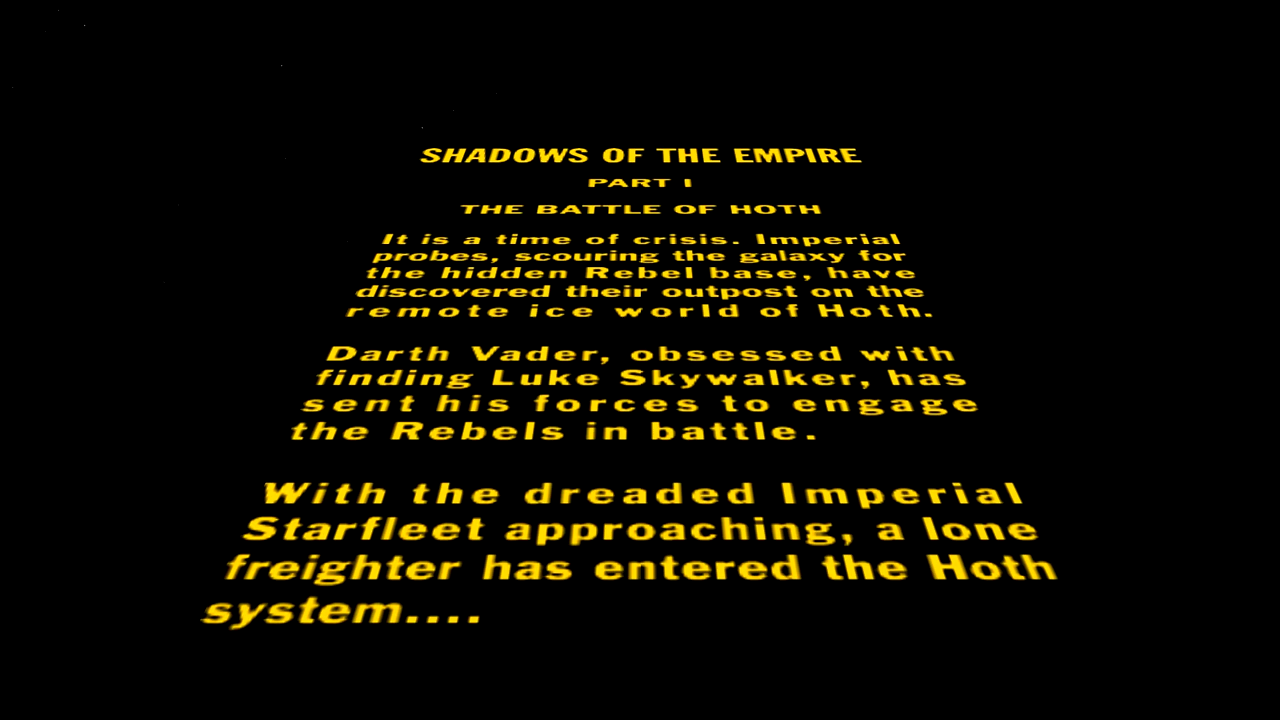 SHADOWS OF THE EMPIRE
PART I
THE BATTLE OF HOTH
It is a time of crisis. Imperial
probes, scouring the galaxy for
the hidden Rebel base, have
discovered their outpost on the
remote ice world of Hoth.
Darth Vader, obsessed with
finding Luke Skywalker, has
sent his forces to engage
the Rebels in battle.
With the dreaded Imperial
Starfleet approaching, a lone
freighter has entered the Hoth
system....